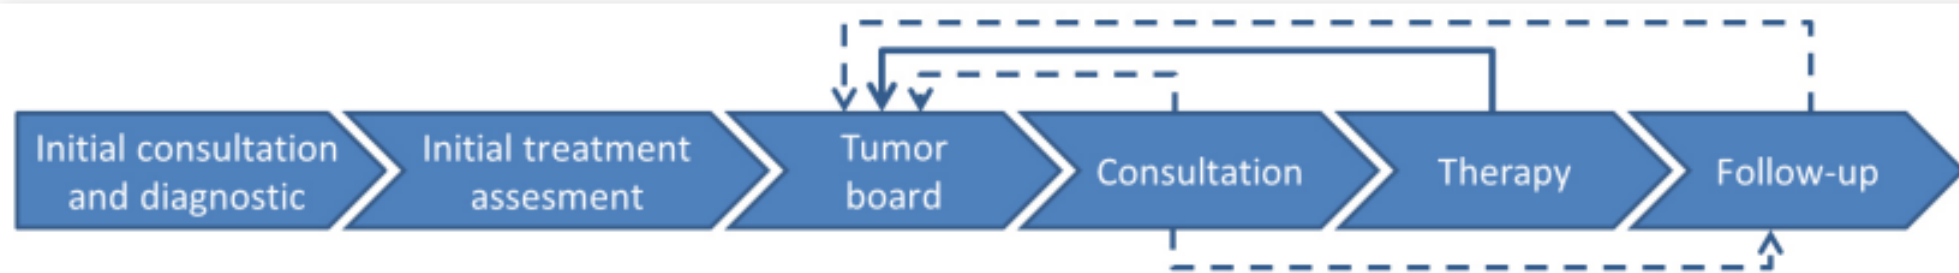 Initial consultation
and diagnostic
Initial treatment
assesment
Tumor
board
Consultation
Therapy
Follow-up